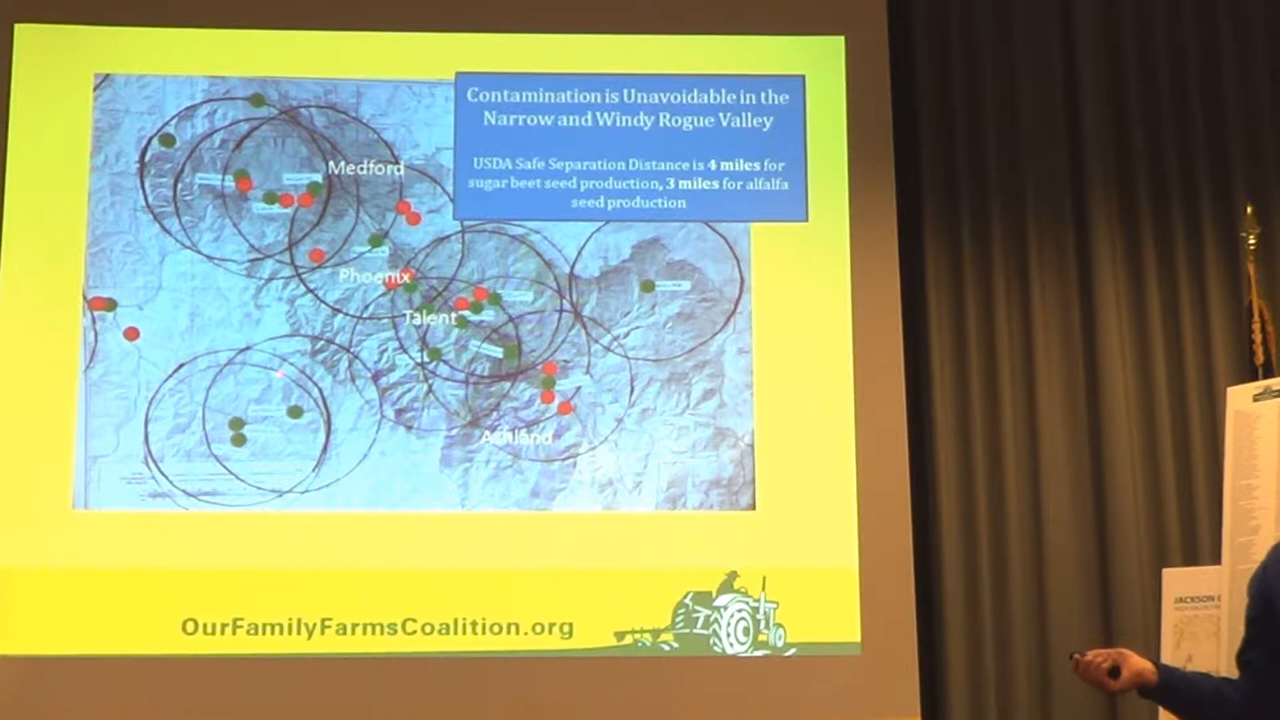 Contamination is Unavoidable in the
Narrow and Windy Rogue Valley
USDA Safe Separation Distance is 4 miles for
sugar beet seed production, 3 miles for alfalfa
seed production
Medford
Phoenix
Talent
Ashland
OurFamilyFarmsCoalition.org
JACKSON